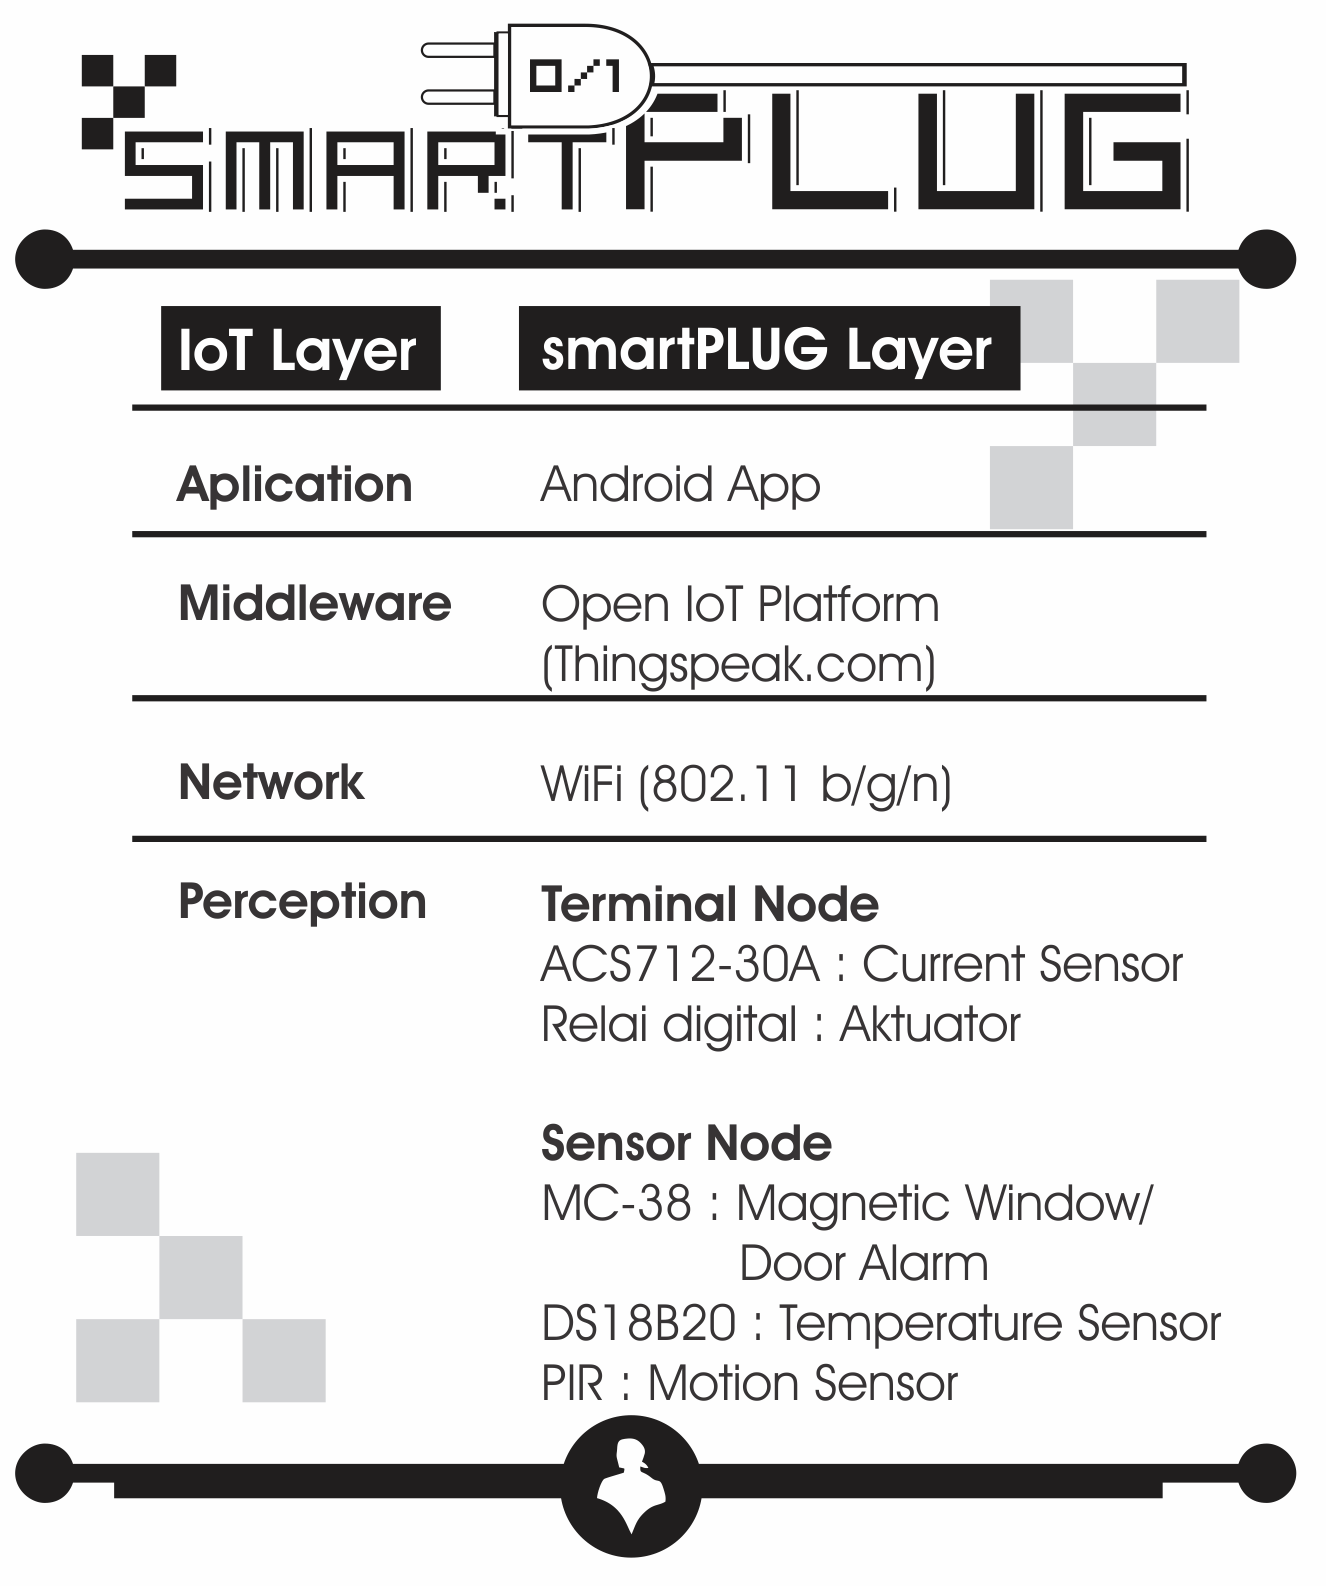 0/1
SMARTPLUG
IoT Layer smartPLUG Layer
Aplication Android App
Middleware Open IoT Platform
(Thingspeak.com)
Network WiFi (802.11 b/g/n)
Perception Terminal Node
ACS712-30A : Current Sensor
Relai digital : Aktuator
Sensor Node
MC-38 : Magnetic Window/
Door Alarm
DS18B20 : Temperature Sensor
PIR : Motion Sensor